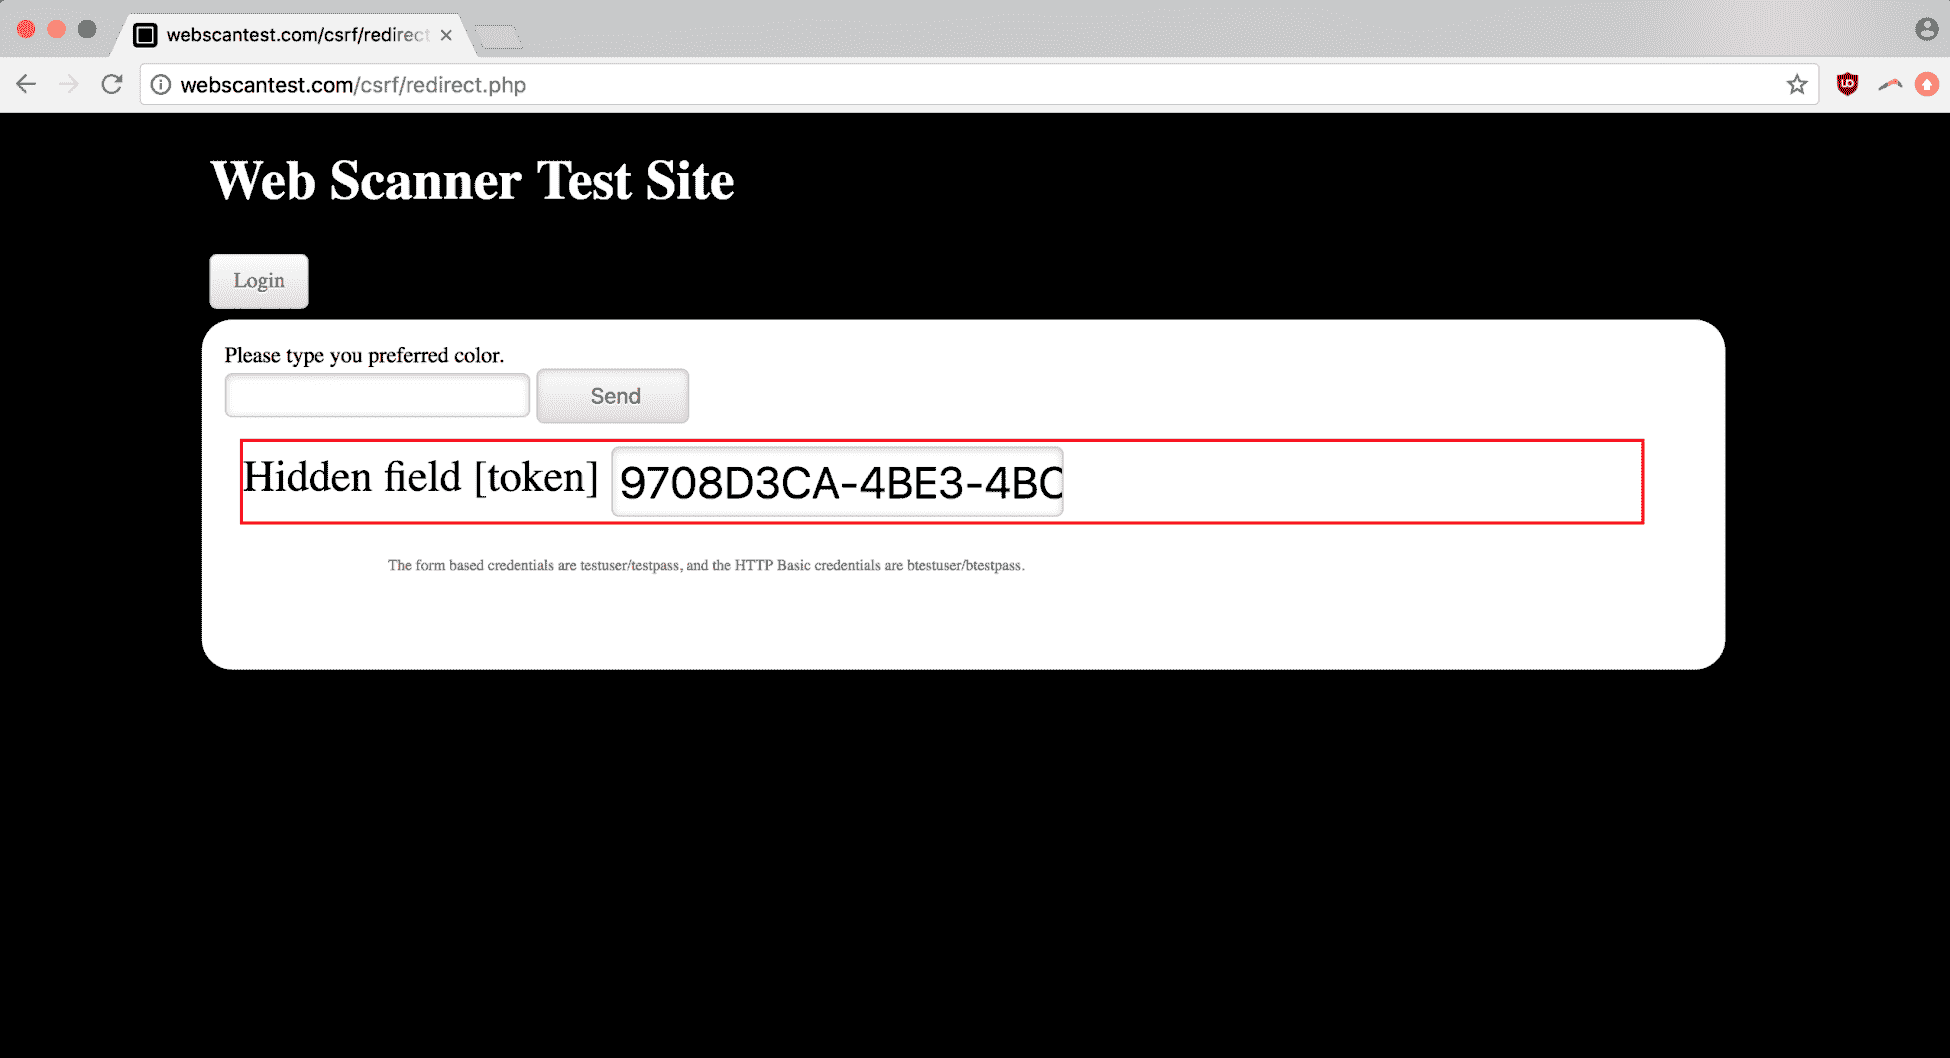 webscantest.com/csrf/redirect
webscantest.com/csrf/redirect.php
Web Scanner Test Site
Login
Please type you preferred color.
Send
Hidden field [token] 9708D3CA-4BE3-4BC
The form based credentials are testuser/testpass, and the HTTP Basic credentials are btestuser/btestpass.